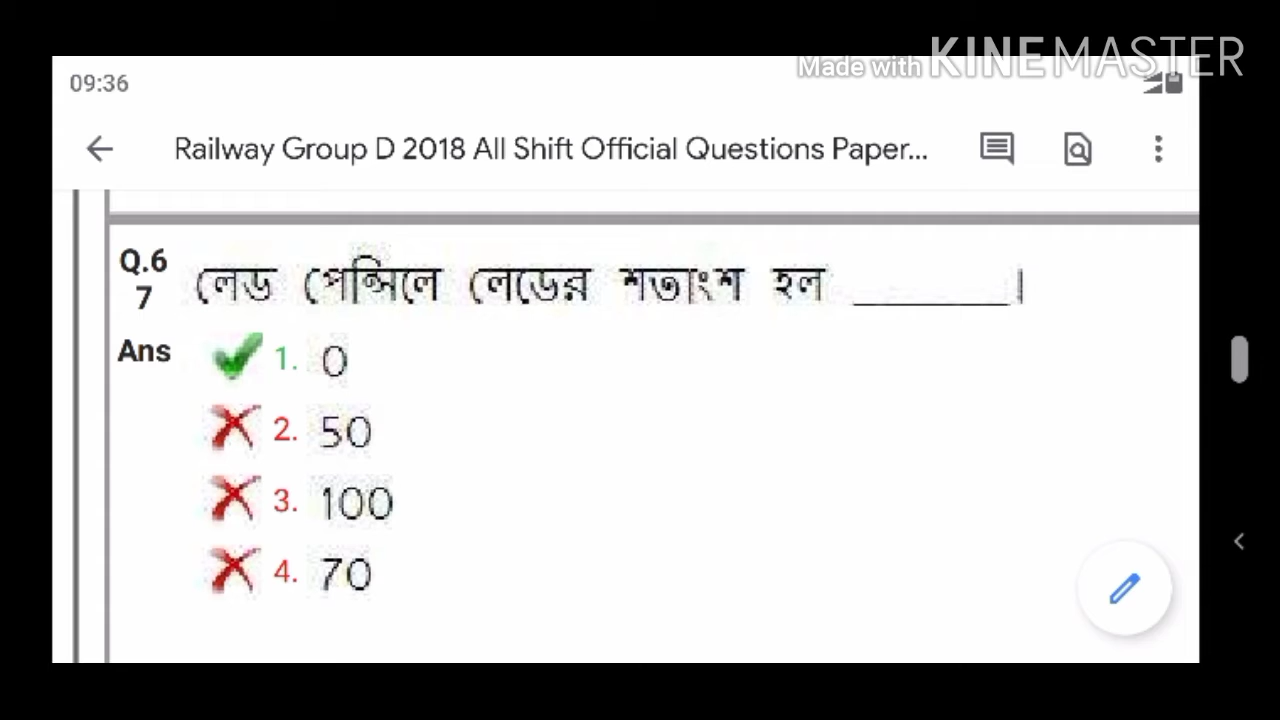 Made with KINEMASTER
09:36
Railway Group D 2018 All Shift Official Questions Paper...
Q.6 লেড পেন্সিলে লেডের শতাংশ হল ________।
7
Ans 1. 0
2. 50
3. 100
4. 70